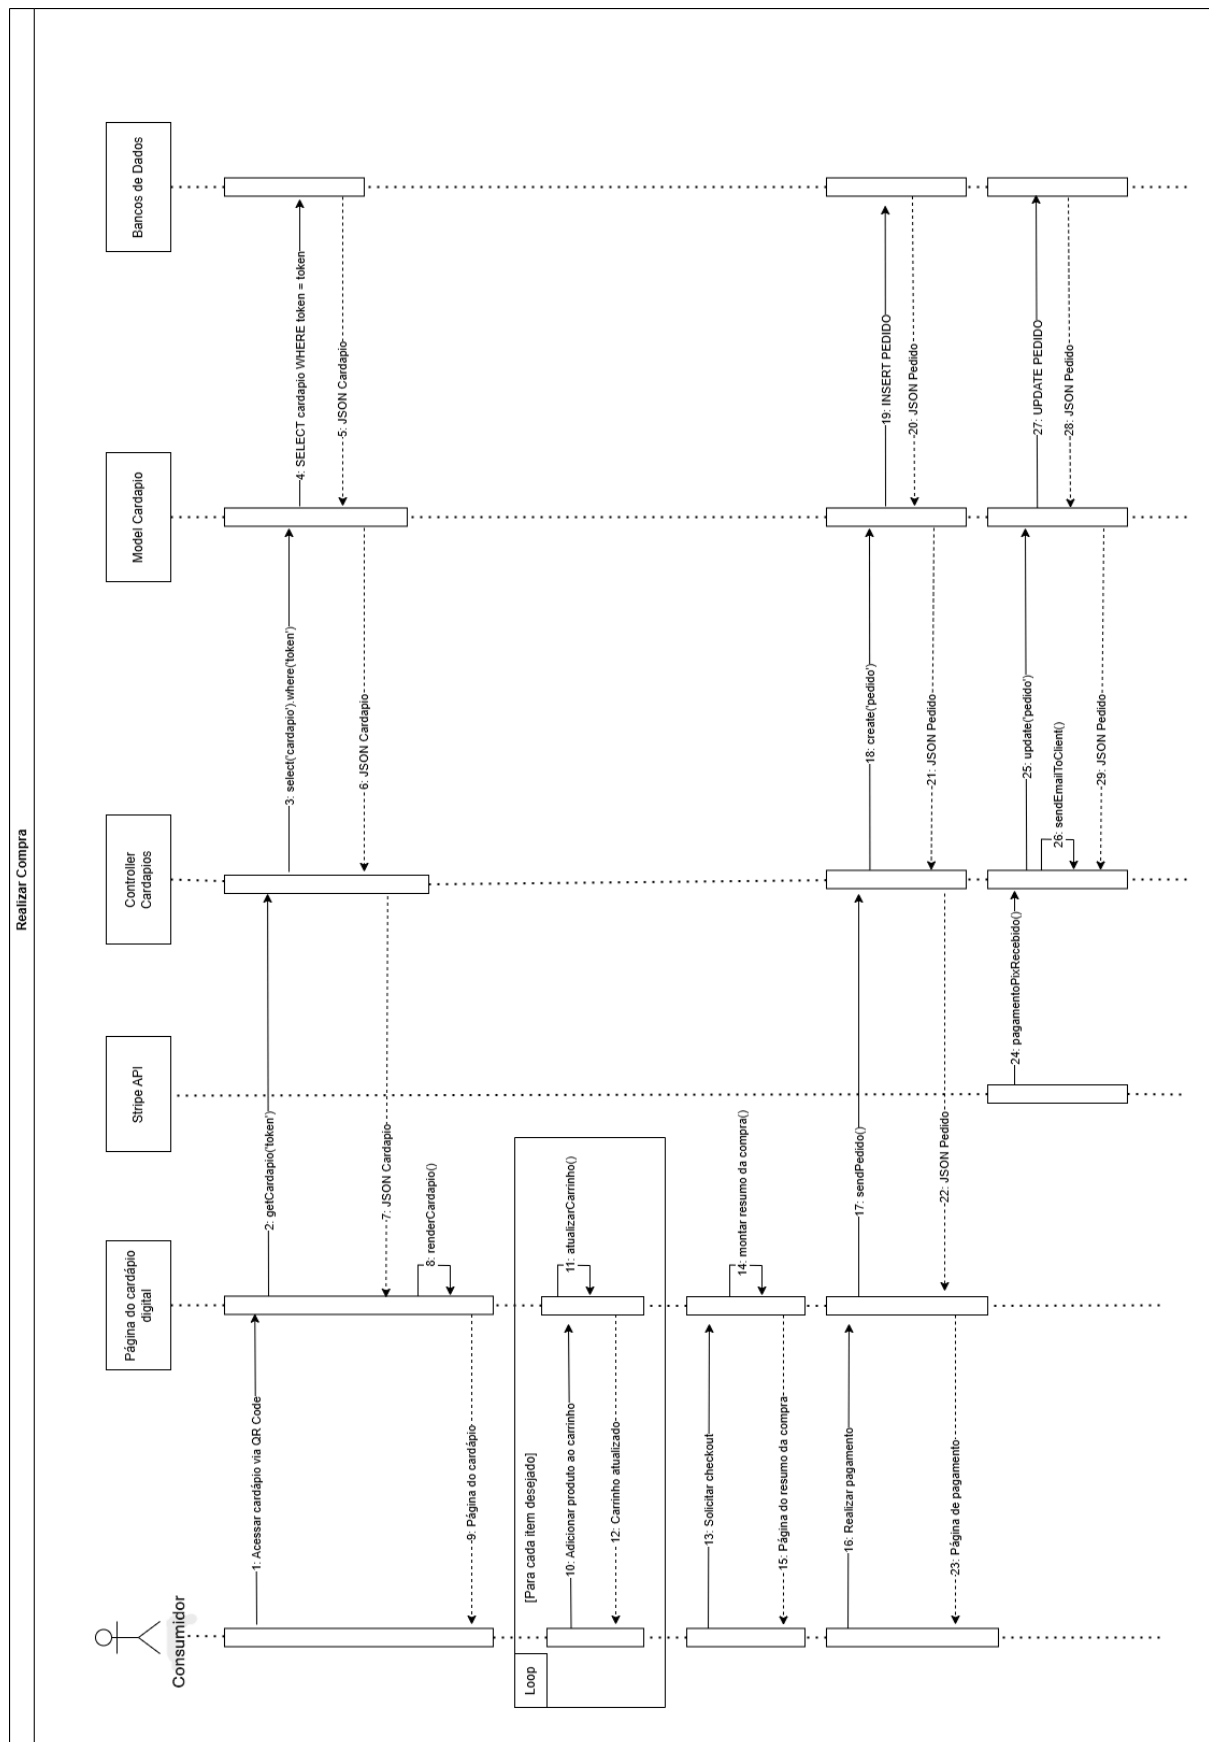 Realizar Compra
Consumidor
Página do cardápio
digital
Stripe API
Controller
Cardapios
Model Cardapio
Bancos de Dados
1: Acessar cardápio via QR Code
2: getCardapio('token')
3: select('cardapio').where('token')
4: SELECT cardapio WHERE token = token
5: JSON Cardapio
6: JSON Cardapio
7: JSON Cardapio
8: renderCardapio()
9: Página do cardápio
Loop
[Para cada item desejado]
10: Adicionar produto ao carrinho
11: atualizarCarrinho()
12: Carrinho atualizado
13: Solicitar checkout
14: montar resumo da compra()
15: Página do resumo da compra
16: Realizar pagamento
17: sendPedido()
18: create('pedido')
19: INSERT PEDIDO
20: JSON Pedido
21: JSON Pedido
22: JSON Pedido
23: Página de pagamento
24: pagamentoPixRecebido()
25: update('pedido')
26: sendEmailToClient()
27: UPDATE PEDIDO
28: JSON Pedido
29: JSON Pedido